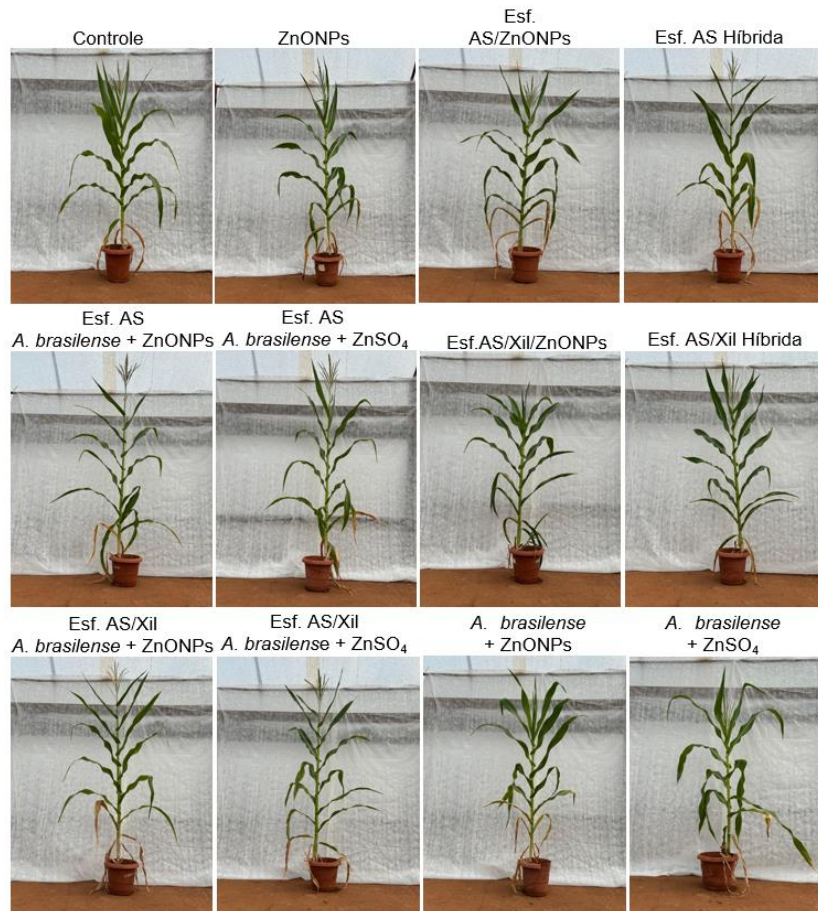 Controle
ZnONPs
Esf.
AS/ZnONPs
Esf. AS Híbrida
Esf. AS
A. brasilense + ZnONPs
Esf. AS
A. brasilense + ZnSO₄
Esf.AS/Xil/ZnONPs
Esf. AS/Xil Híbrida
Esf. AS/Xil
A. brasilense + ZnONPs
Esf. AS/Xil
A. brasilense + ZnSO₄
A. brasilense
+ ZnONPs
A. brasilense
+ ZnSO₄